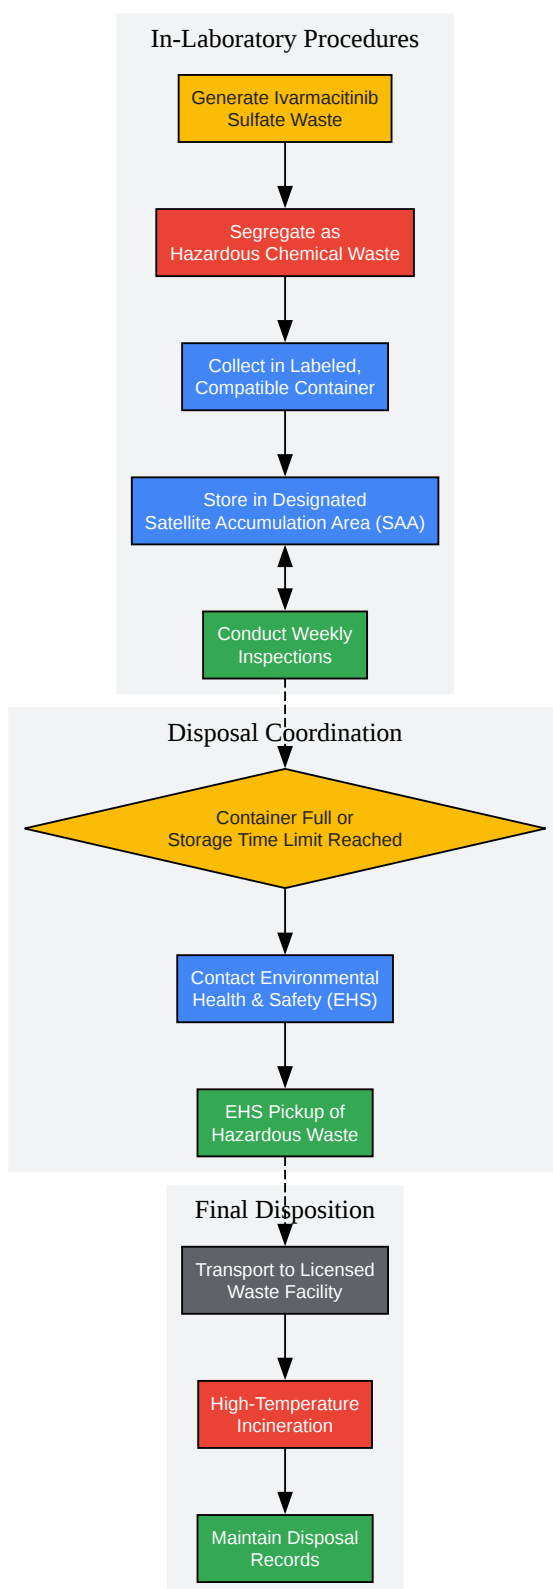 In-Laboratory Procedures
Generate Ivarmacitinib
Sulfate Waste
Segregate as
Hazardous Chemical Waste
Collect in Labeled,
Compatible Container
Store in Designated
Satellite Accumulation Area (SAA)
Conduct Weekly
Inspections
Disposal Coordination
Container Full or
Storage Time Limit Reached
Contact Environmental
Health & Safety (EHS)
EHS Pickup of
Hazardous Waste
Final Disposition
Transport to Licensed
Waste Facility
High-Temperature
Incineration
Maintain Disposal
Records